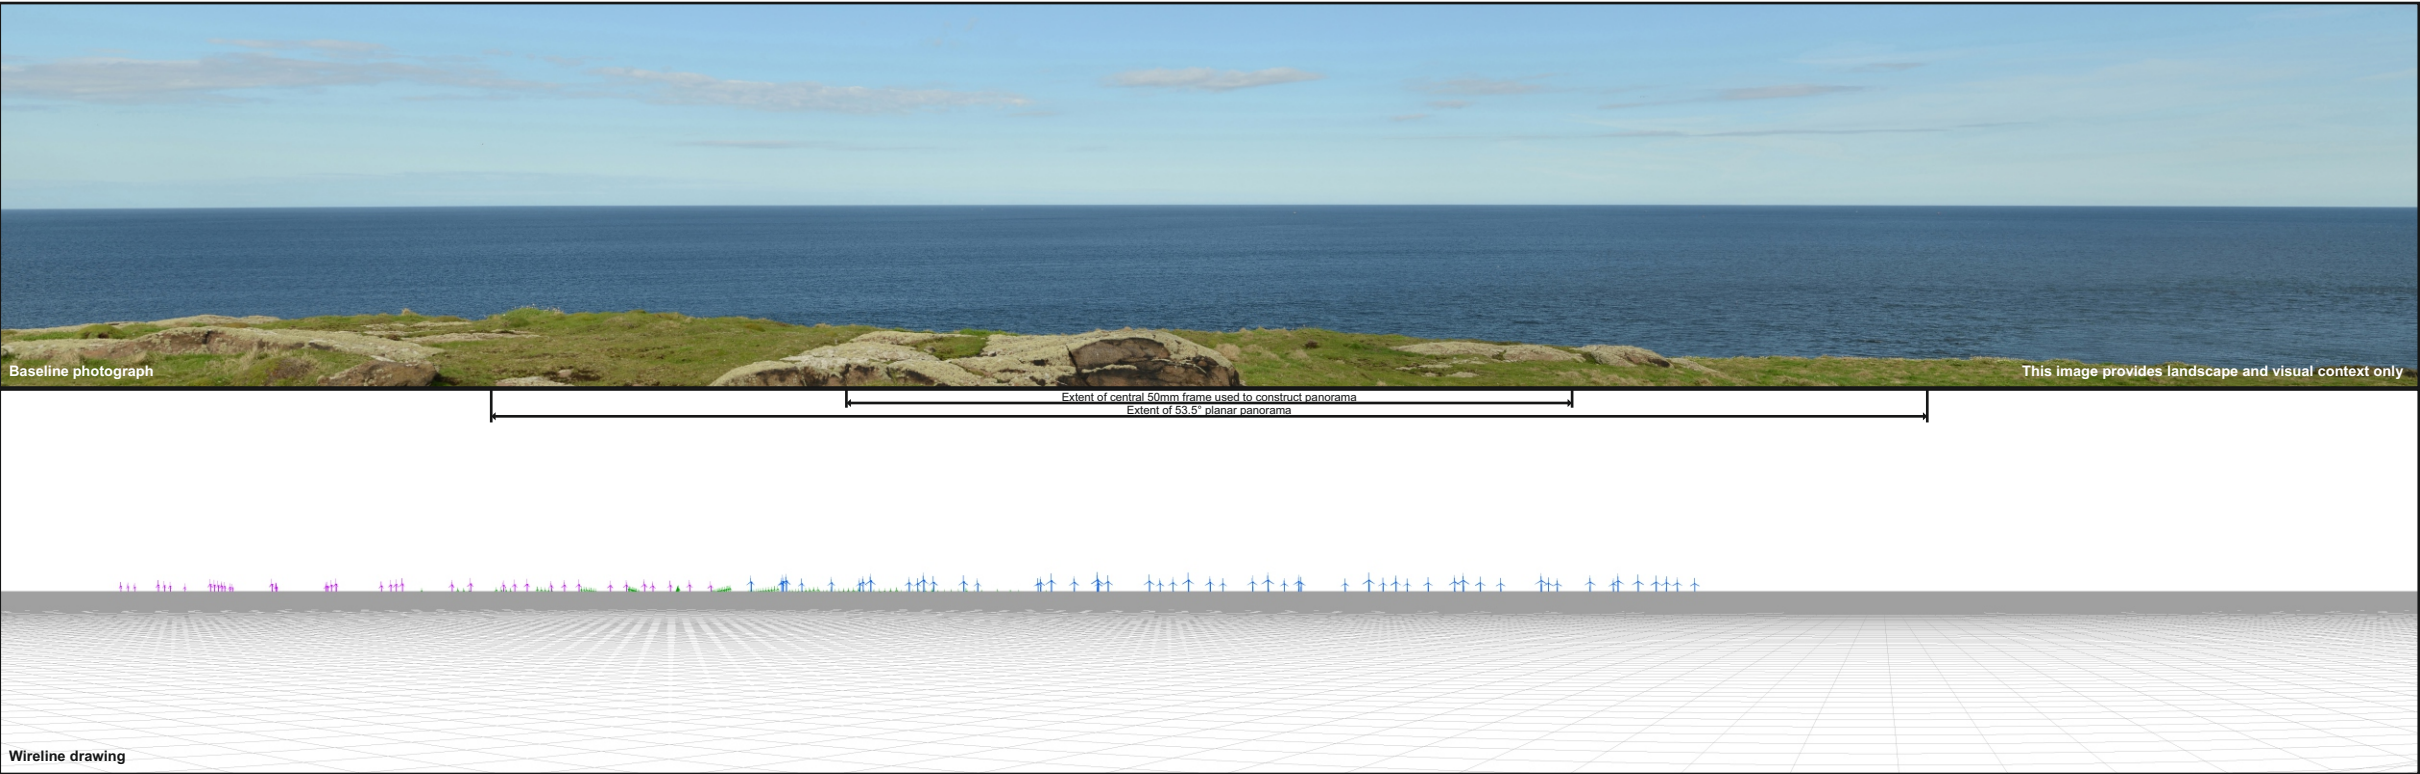 Baseline photograph
This image provides landscape and visual context only
Extent of central 50mm frame used to construct panorama
Extent of 53.5° planar panorama
Wireline drawing